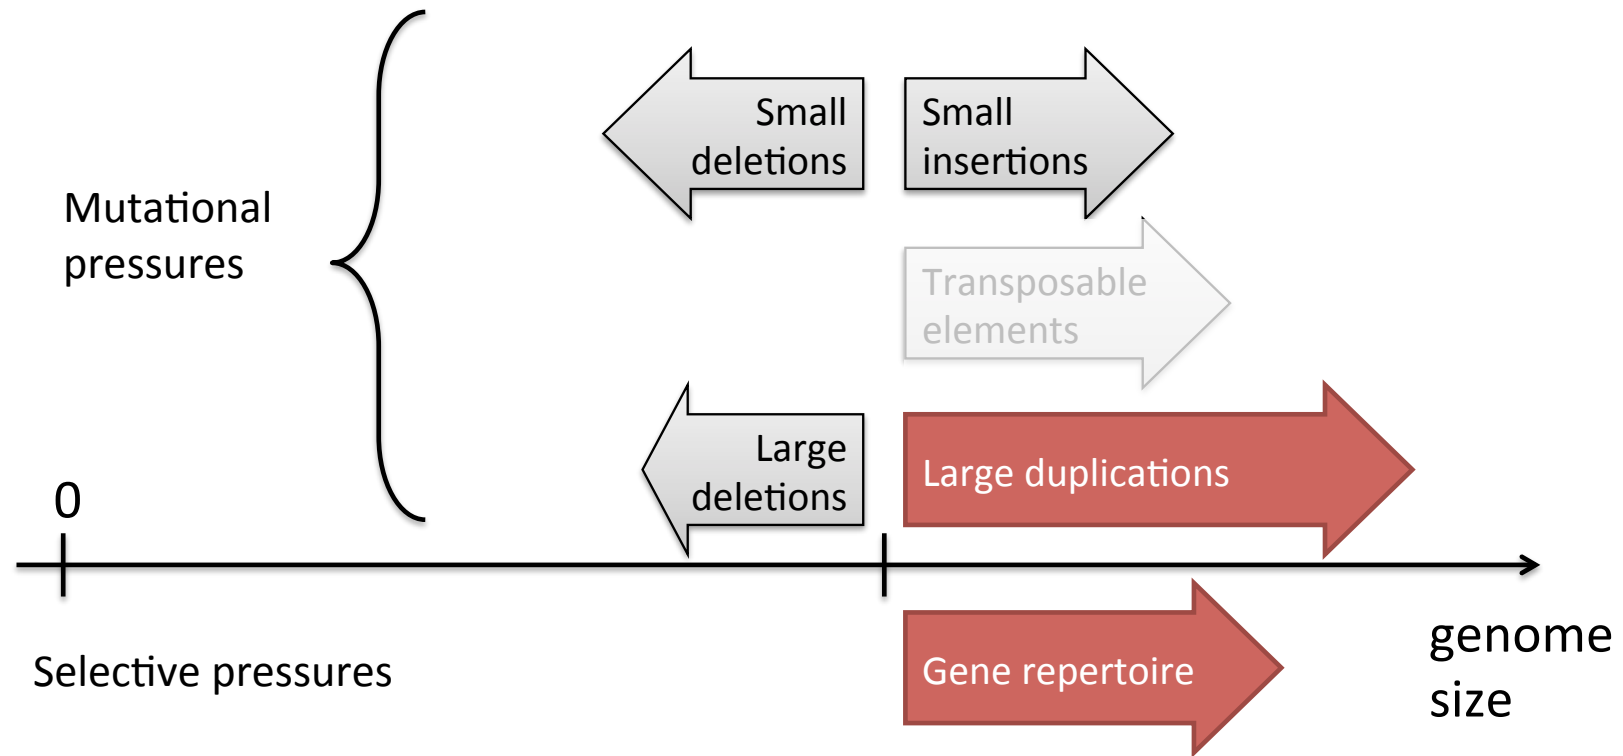 Small
deletions
Small
insertions
Mutational
pressures
Transposable
elements
Large
deletions
Large duplications
0
Selective pressures
Gene repertoire
genome
size